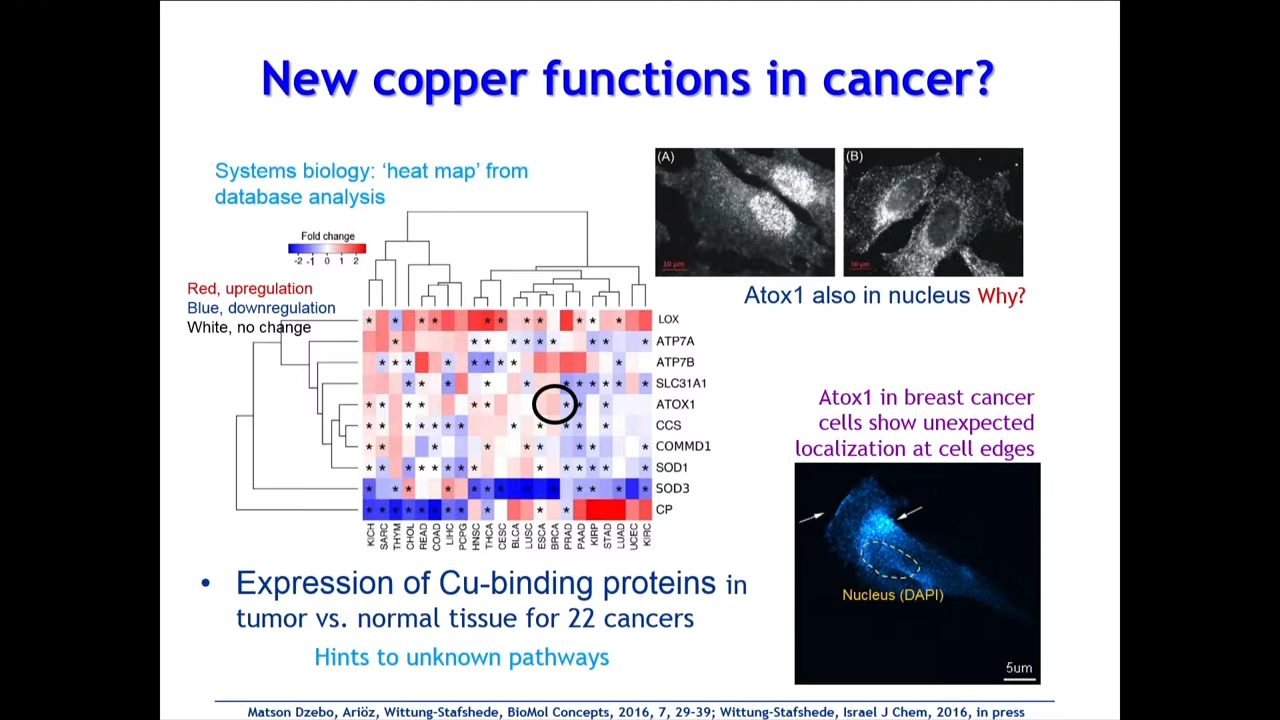 New copper functions in cancer?
Systems biology: ‘heat map’ from
database analysis
Fold change
-2 -1 0 1 2
Red, upregulation
Blue, downregulation
White, no change
LOX
ATP7A
ATP7B
SLC31A1
ATOX1
CCS
COMMD1
SOD1
SOD3
CP
KICH
SARC
THYM
CHOL
READ
COAD
LIHC
PCPG
HNSC
THCA
CESC
BLCA
LUSC
ESCA
BRCA
PRAD
PAAD
KIRP
STAD
LUAD
UCEC
KIRC
(A)
10 µm
(B)
10 µm
Atox1 also in nucleus Why?
Atox1 in breast cancer
cells show unexpected
localization at cell edges
Nucleus (DAPI)
5um
• Expression of Cu-binding proteins in
tumor vs. normal tissue for 22 cancers
Hints to unknown pathways
Matson Dzebo, Ariöz, Wittung-Stafshede, BioMol Concepts, 2016, 7, 29-39; Wittung-Stafshede, Israel J Chem, 2016, in press